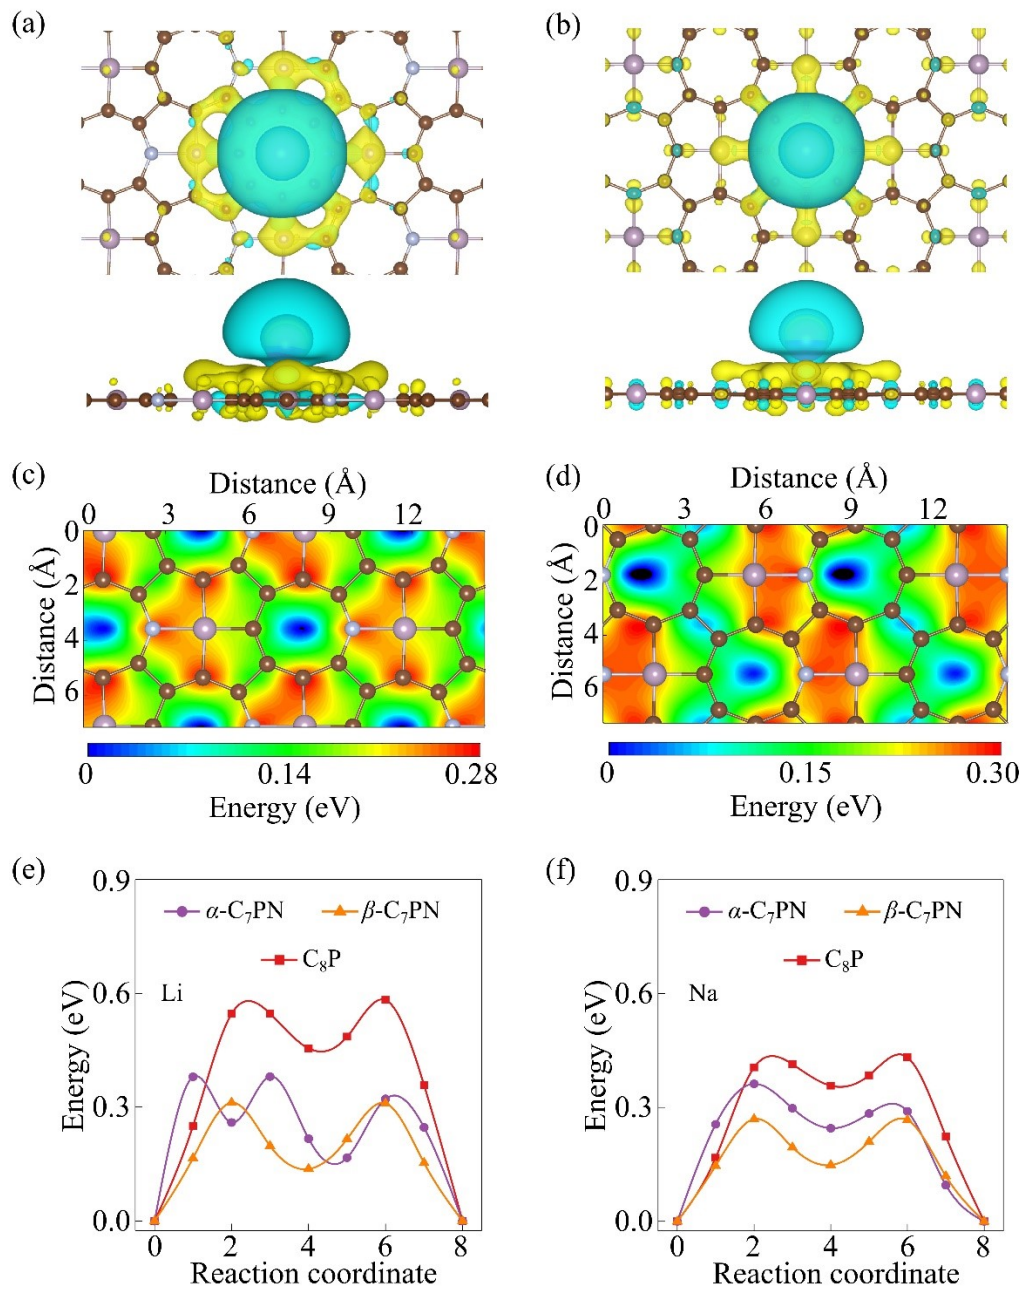 (a)
(b)
(c)
Distance (Å)
0 3 6 9 12
Distance (Å)
0
2
4
6
0 0.14 0.28
Energy (eV)
(d)
Distance (Å)
0 3 6 9 12
Distance (Å)
0
2
4
6
0 0.15 0.30
Energy (eV)
(e)
Energy (eV)
0.9
0.6
0.3
0.0
α-C₇PN β-C₇PN
C₈P
Li
0 2 4 6 8
Reaction coordinate
(f)
Energy (eV)
0.9
0.6
0.3
0.0
α-C₇PN β-C₇PN
C₈P
Na
0 2 4 6 8
Reaction coordinate